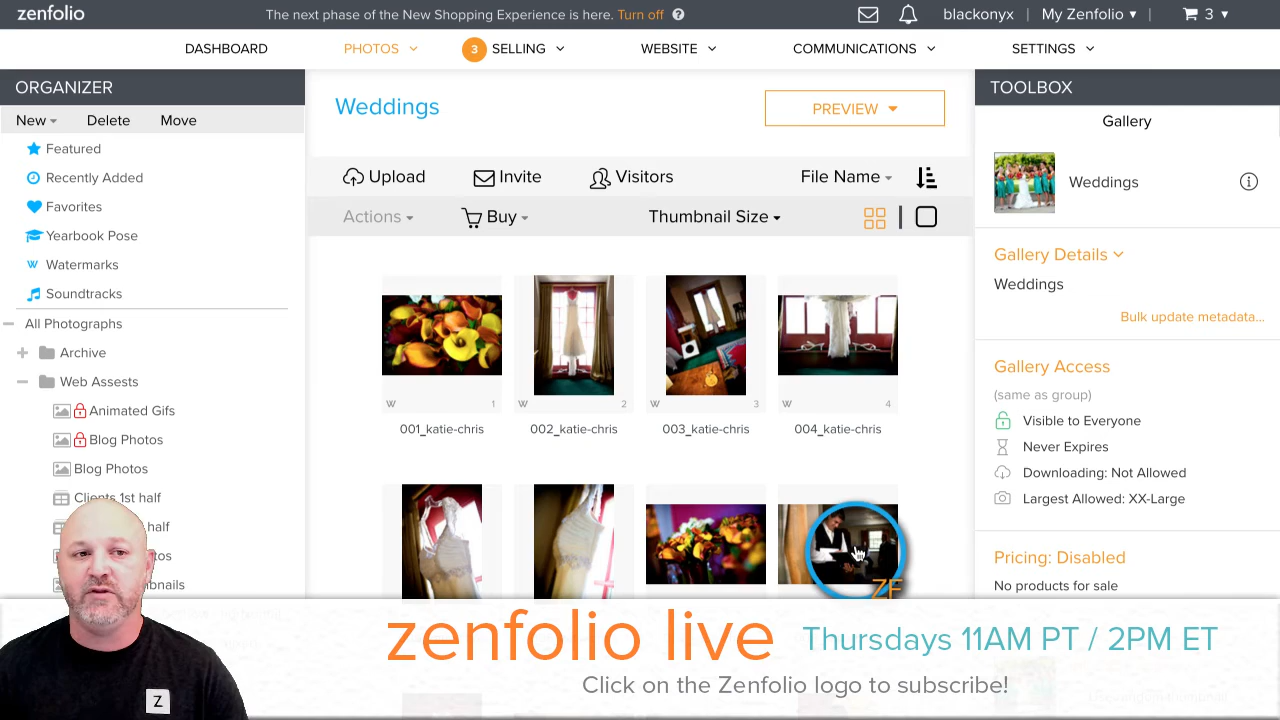 zenfolio
The next phase of the New Shopping Experience is here. Turn off ?
blackonyx | My Zenfolio | 3
DASHBOARD
PHOTOS
3 SELLING
WEBSITE
COMMUNICATIONS
SETTINGS
ORGANIZER
New
Delete
Move
Featured
Recently Added
Favorites
Yearbook Pose
W Watermarks
Soundtracks
All Photographs
Archive
Web Assests
Animated Gifs
Blog Photos
Blog Photos
Clients 1st half
half
Weddings
PREVIEW
Upload
Invite
Visitors
File Name
Actions
Buy
Thumbnail Size
W 1
W 2
W 3
W 4
001_katie-chris
002_katie-chris
003_katie-chris
004_katie-chris
ZF
TOOLBOX
Gallery
Weddings
Gallery Details
Weddings
Bulk update metadata...
Gallery Access
(same as group)
Visible to Everyone
Never Expires
Downloading: Not Allowed
Largest Allowed: XX-Large
Pricing: Disabled
No products for sale
zenfolio live
Thursdays 11AM PT / 2PM ET
Click on the Zenfolio logo to subscribe!
Z